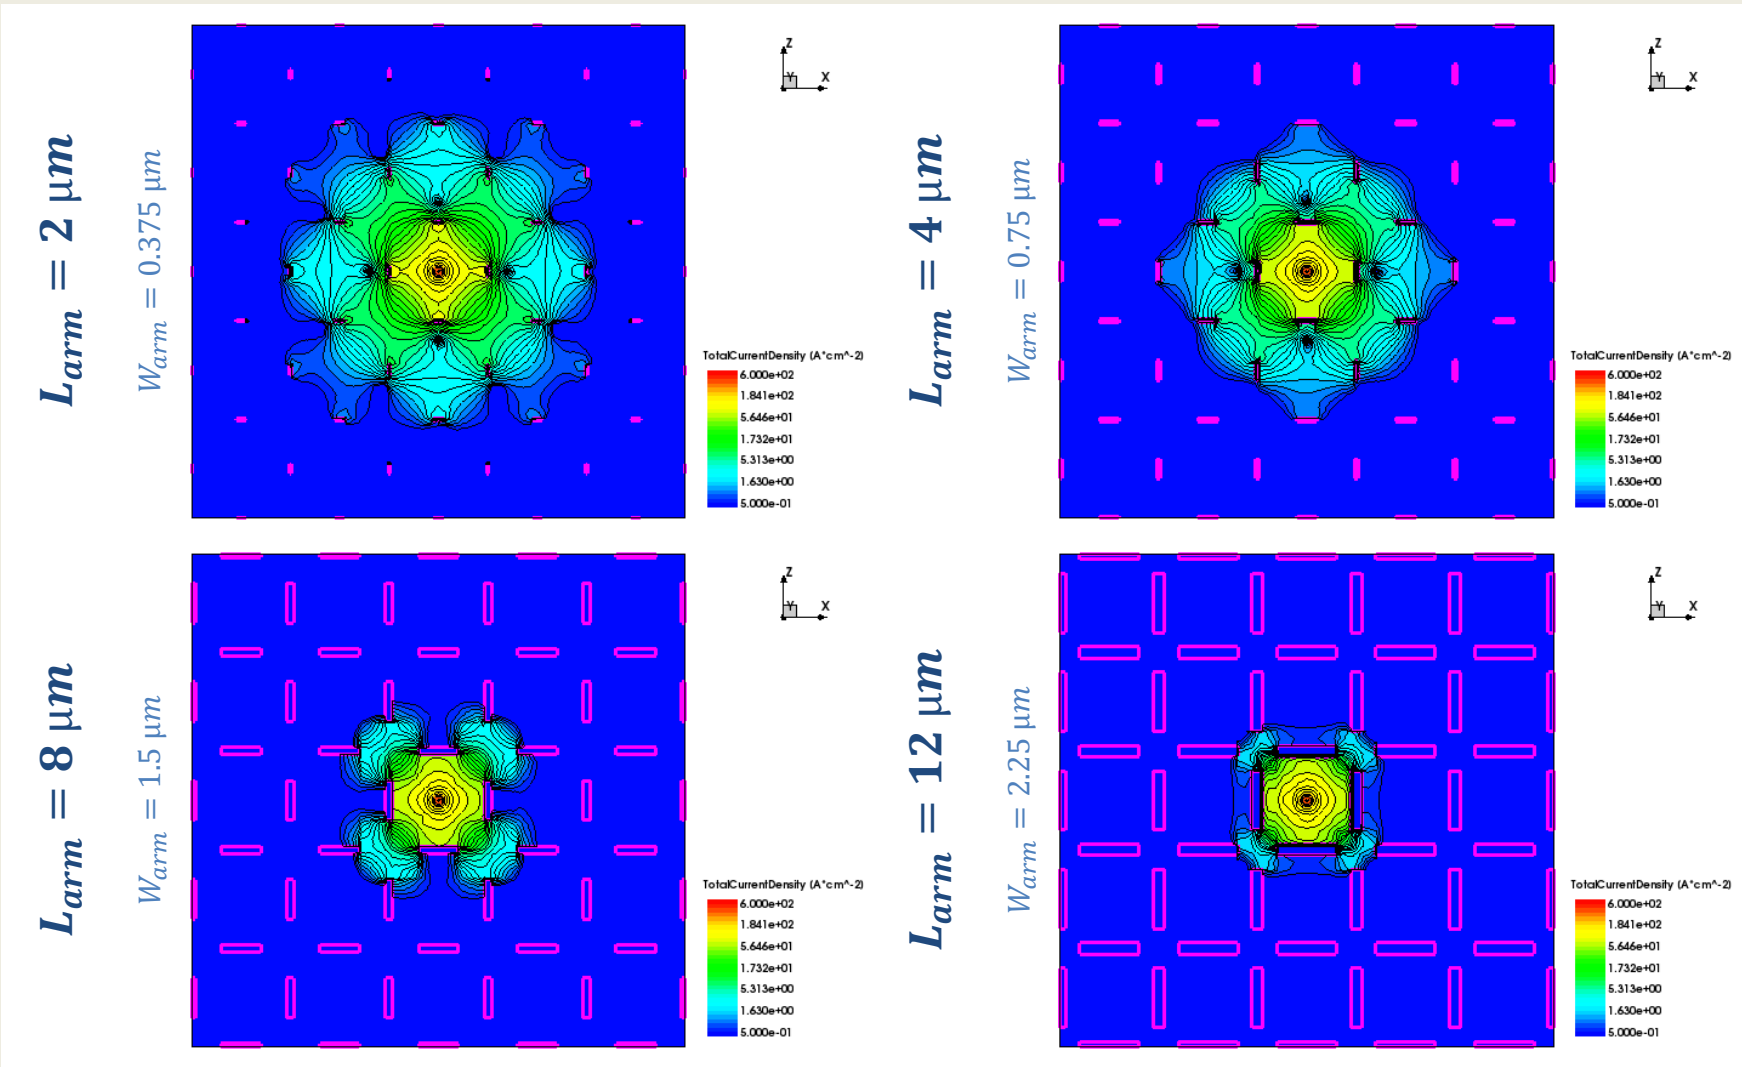 L_arm = 2 μm
W_arm = 0.375 μm
Z
Y
X
TotalCurrentDensity (A*cm^-2)
6.000e+02
1.841e+02
5.646e+01
1.732e+01
5.313e+00
1.630e+00
5.000e-01
L_arm = 4 μm
W_arm = 0.75 μm
Z
Y
X
TotalCurrentDensity (A*cm^-2)
6.000e+02
1.841e+02
5.646e+01
1.732e+01
5.313e+00
1.630e+00
5.000e-01
L_arm = 8 μm
W_arm = 1.5 μm
Z
Y
X
TotalCurrentDensity (A*cm^-2)
6.000e+02
1.841e+02
5.646e+01
1.732e+01
5.313e+00
1.630e+00
5.000e-01
L_arm = 12 μm
W_arm = 2.25 μm
Z
Y
X
TotalCurrentDensity (A*cm^-2)
6.000e+02
1.841e+02
5.646e+01
1.732e+01
5.313e+00
1.630e+00
5.000e-01